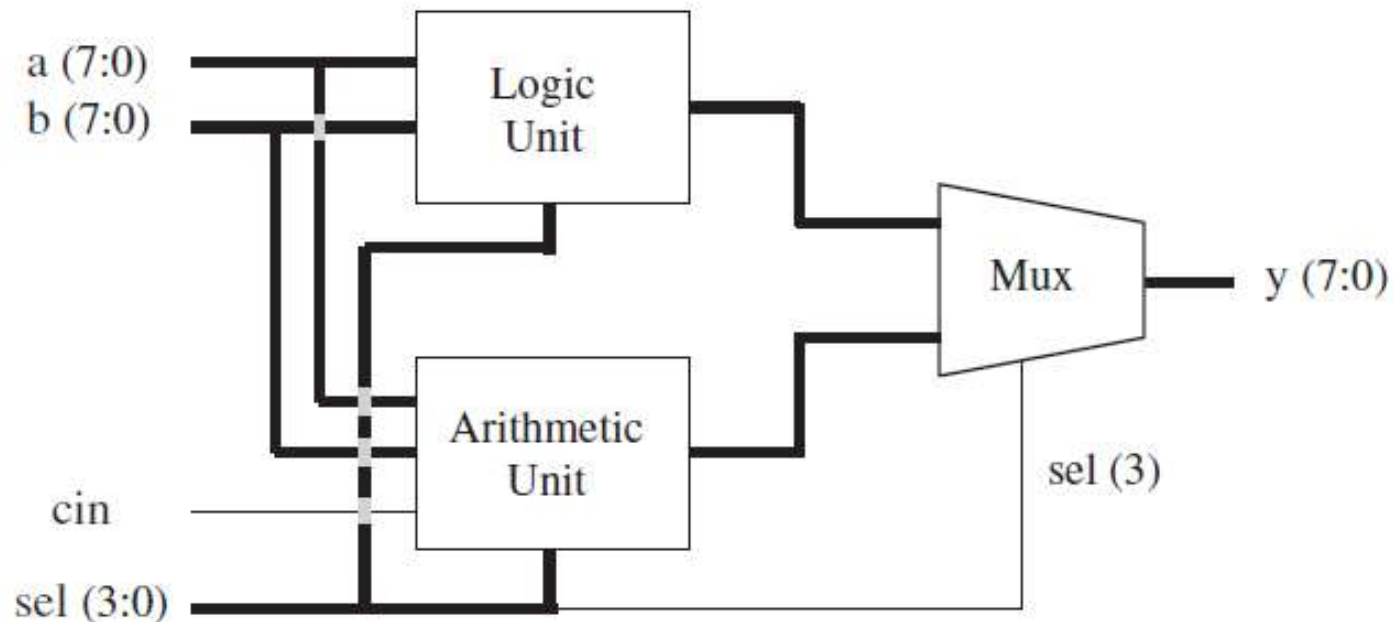 a (7:0)
b (7:0)
Logic
Unit
Mux
y (7:0)
Arithmetic
Unit
sel (3)
cin
sel (3:0)